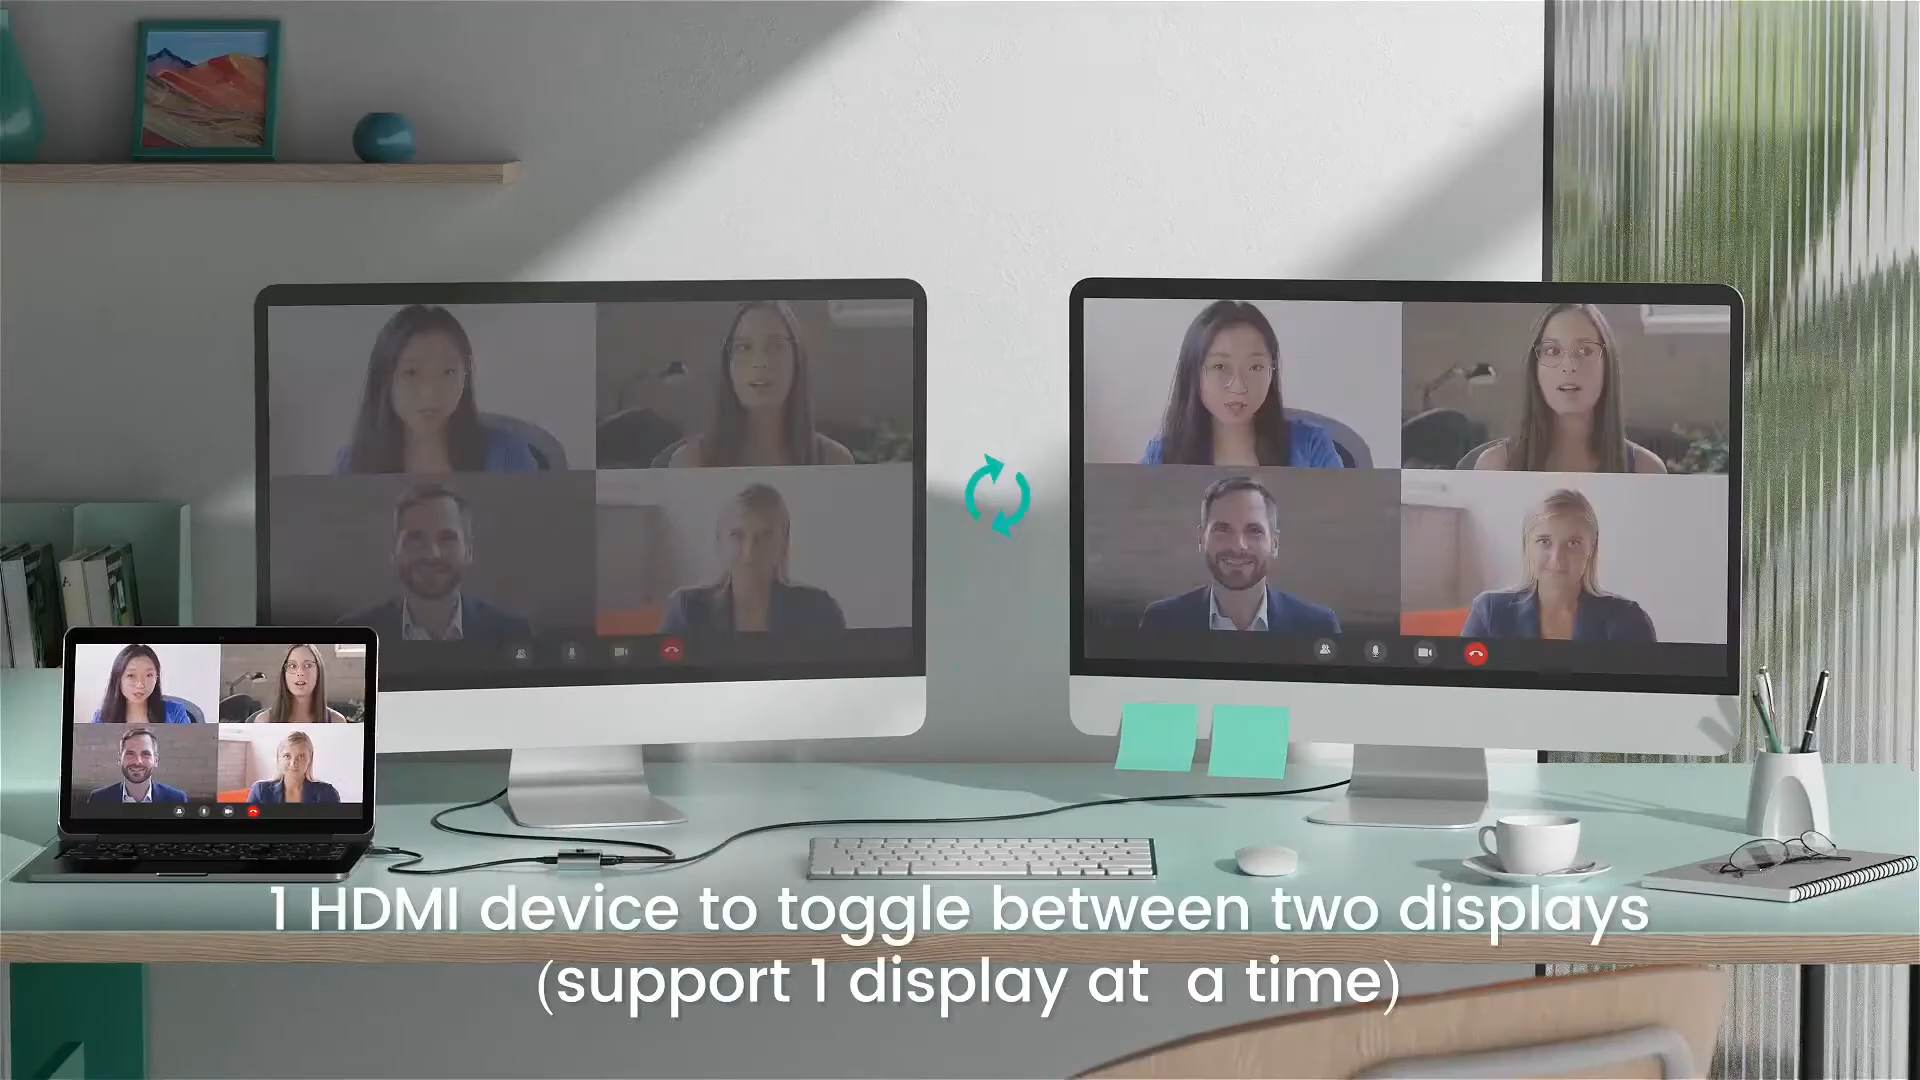 1 HDMI device to toggle between two displays
(support 1 display at  a time)